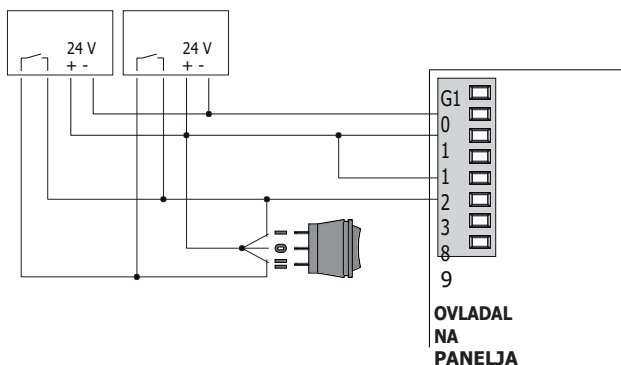 24 V
+ -
24 V
+ -
G1
0
1
1
2
3
8
9
I
0
II
OVLADAL
NA
PANELJA